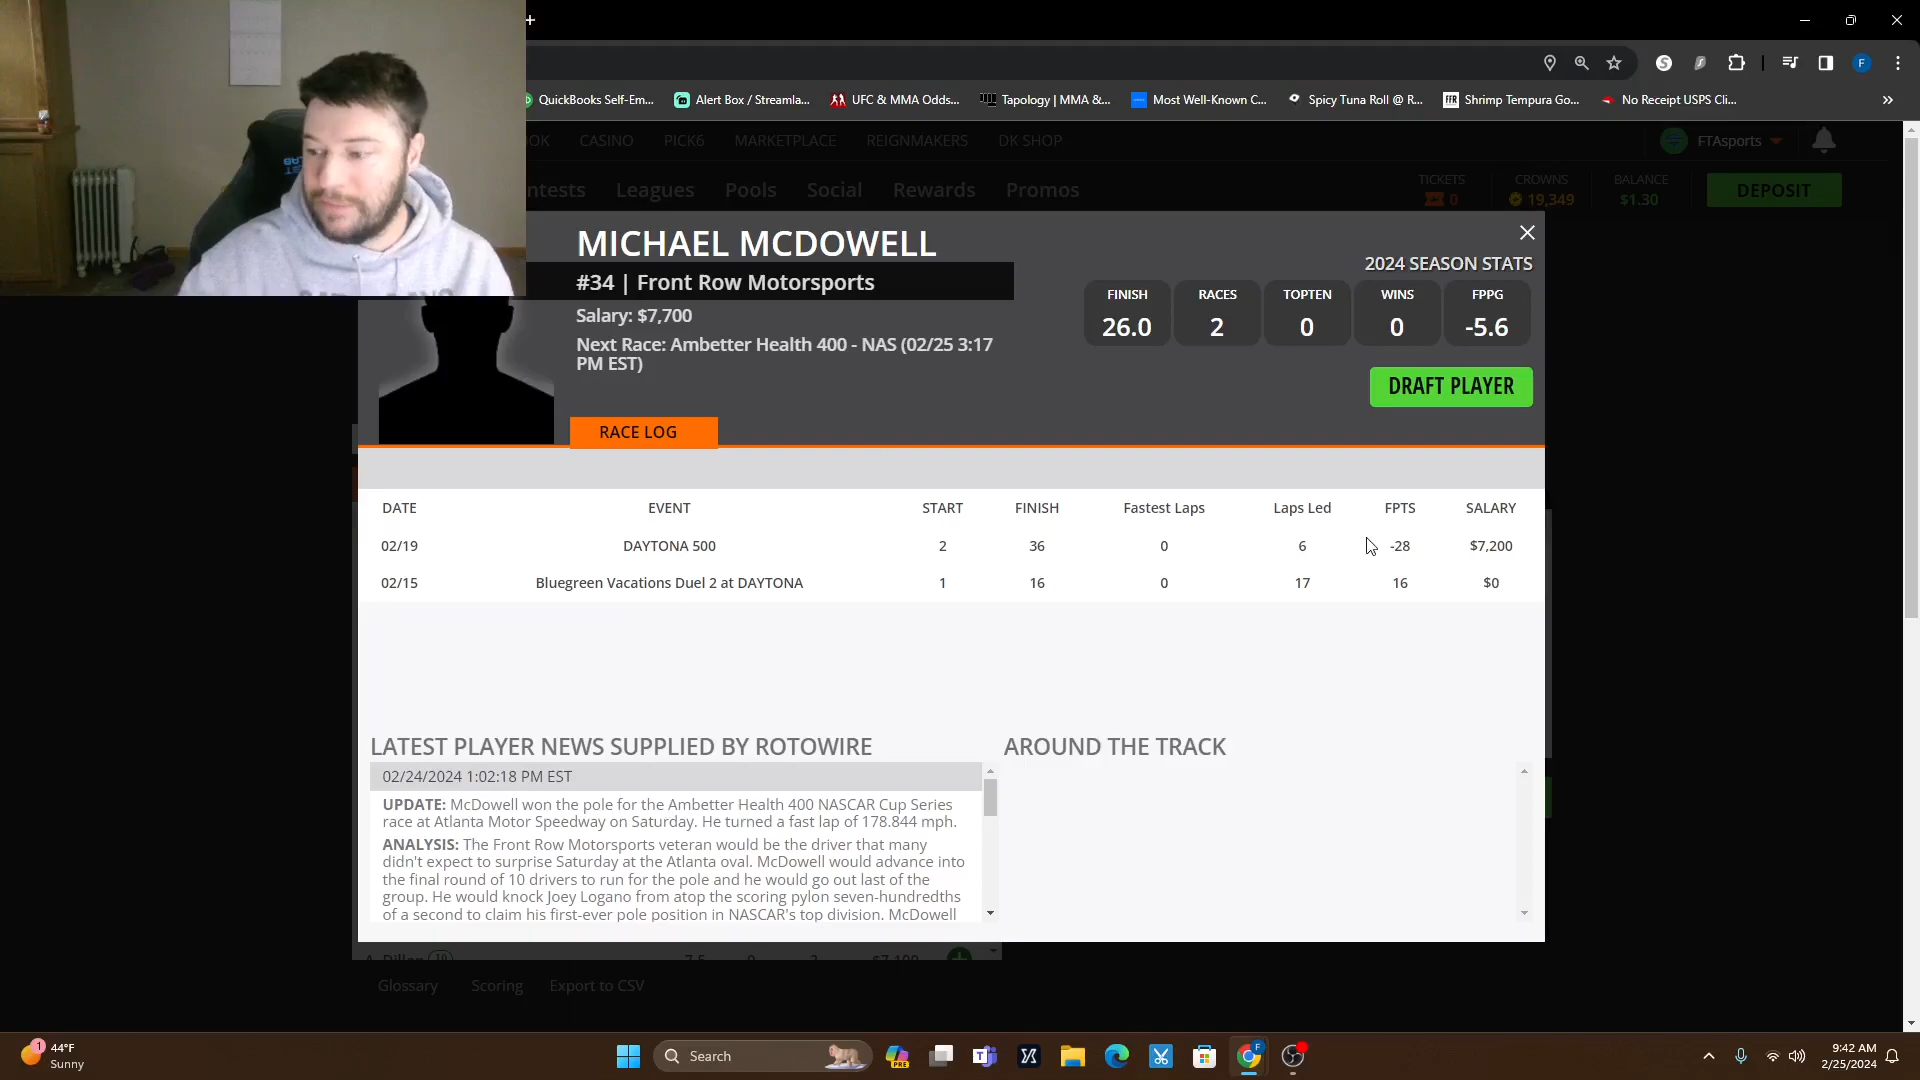 QuickBooks Self-Em...
Alert Box / Streamla...
UFC & MMA Odds...
Tapology | MMA &...
Most Well-Known C...
Spicy Tuna Roll @ R...
Shrimp Tempura Go...
No Receipt USPS Cli...
CASINO
PICK6
MARKETPLACE
REIGNMAKERS
DK SHOP
FTAsports
Leagues
Pools
Social
Rewards
Promos
TICKETS
0
CROWNS
19,349
BALANCE
$1.30
DEPOSIT
MICHAEL MCDOWELL
#34 | Front Row Motorsports
Salary: $7,700
Next Race: Ambetter Health 400 - NAS (02/25 3:17
PM EST)
2024 SEASON STATS
FINISH RACES TOPTEN WINS FPPG
26.0 2 0 0 -5.6
DRAFT PLAYER
RACE LOG
DATE EVENT START FINISH Fastest Laps Laps Led FPTS SALARY
02/19 DAYTONA 500 2 36 0 6 -28 $7,200
02/15 Bluegreen Vacations Duel 2 at DAYTONA 1 16 0 17 16 $0
LATEST PLAYER NEWS SUPPLIED BY ROTOWIRE
02/24/2024 1:02:18 PM EST
UPDATE: McDowell won the pole for the Ambetter Health 400 NASCAR Cup Series
race at Atlanta Motor Speedway on Saturday. He turned a fast lap of 178.844 mph.
ANALYSIS: The Front Row Motorsports veteran would be the driver that many
didn't expect to surprise Saturday at the Atlanta oval. McDowell would advance into
the final round of 10 drivers to run for the pole and he would go out last of the
group. He would knock Joey Logano from atop the scoring pylon seven-hundredths
of a second to claim his first-ever pole position in NASCAR's top division. McDowell
AROUND THE TRACK
Glossary
Scoring
Export to CSV
44°F
Sunny
Search
9:42 AM
2/25/2024